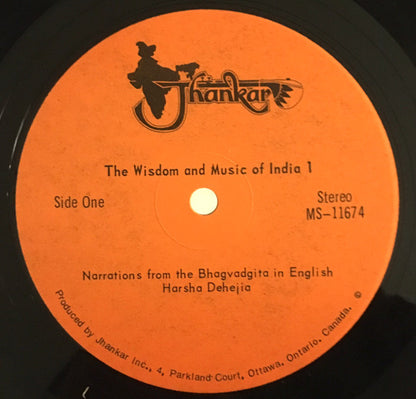 Jhankar
The Wisdom and Music of India 1
Side One
Stereo
MS-11674
Narrations from the Bhagvadgita in English
Harsha Dehejia
Produced by Jhankar Inc., 4, Parkland Court, Ottawa, Ontario, Canada, ©